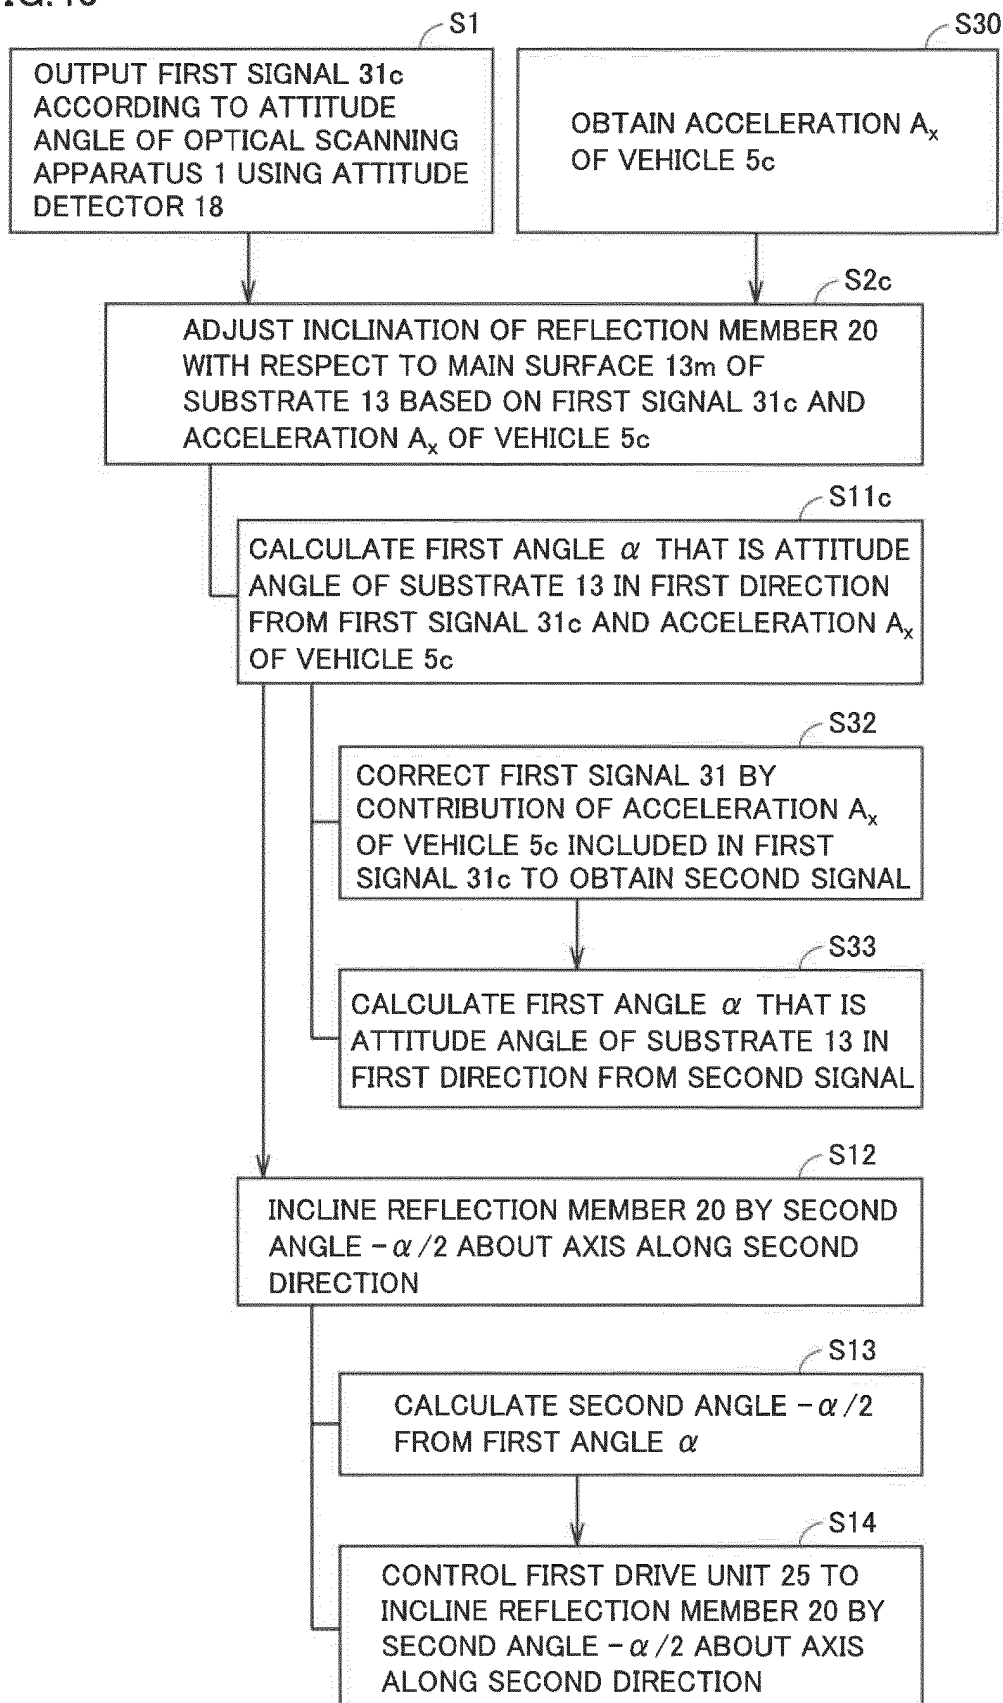 S1
OUTPUT FIRST SIGNAL 31c
ACCORDING TO ATTITUDE
ANGLE OF OPTICAL SCANNING
APPARATUS 1 USING ATTITUDE
DETECTOR 18
S30
OBTAIN ACCELERATION Ax
OF VEHICLE 5c
S2c
ADJUST INCLINATION OF REFLECTION MEMBER 20
WITH RESPECT TO MAIN SURFACE 13m OF
SUBSTRATE 13 BASED ON FIRST SIGNAL 31c AND
ACCELERATION Ax OF VEHICLE 5c
S11c
CALCULATE FIRST ANGLE α THAT IS ATTITUDE
ANGLE OF SUBSTRATE 13 IN FIRST DIRECTION
FROM FIRST SIGNAL 31c AND ACCELERATION Ax
OF VEHICLE 5c
S32
CORRECT FIRST SIGNAL 31 BY
CONTRIBUTION OF ACCELERATION Ax
OF VEHICLE 5c INCLUDED IN FIRST
SIGNAL 31c TO OBTAIN SECOND SIGNAL
S33
CALCULATE FIRST ANGLE α THAT IS
ATTITUDE ANGLE OF SUBSTRATE 13 IN
FIRST DIRECTION FROM SECOND SIGNAL
S12
INCLINE REFLECTION MEMBER 20 BY SECOND
ANGLE -α/2 ABOUT AXIS ALONG SECOND
DIRECTION
S13
CALCULATE SECOND ANGLE -α/2
FROM FIRST ANGLE α
S14
CONTROL FIRST DRIVE UNIT 25 TO
INCLINE REFLECTION MEMBER 20 BY
SECOND ANGLE -α/2 ABOUT AXIS
ALONG SECOND DIRECTION